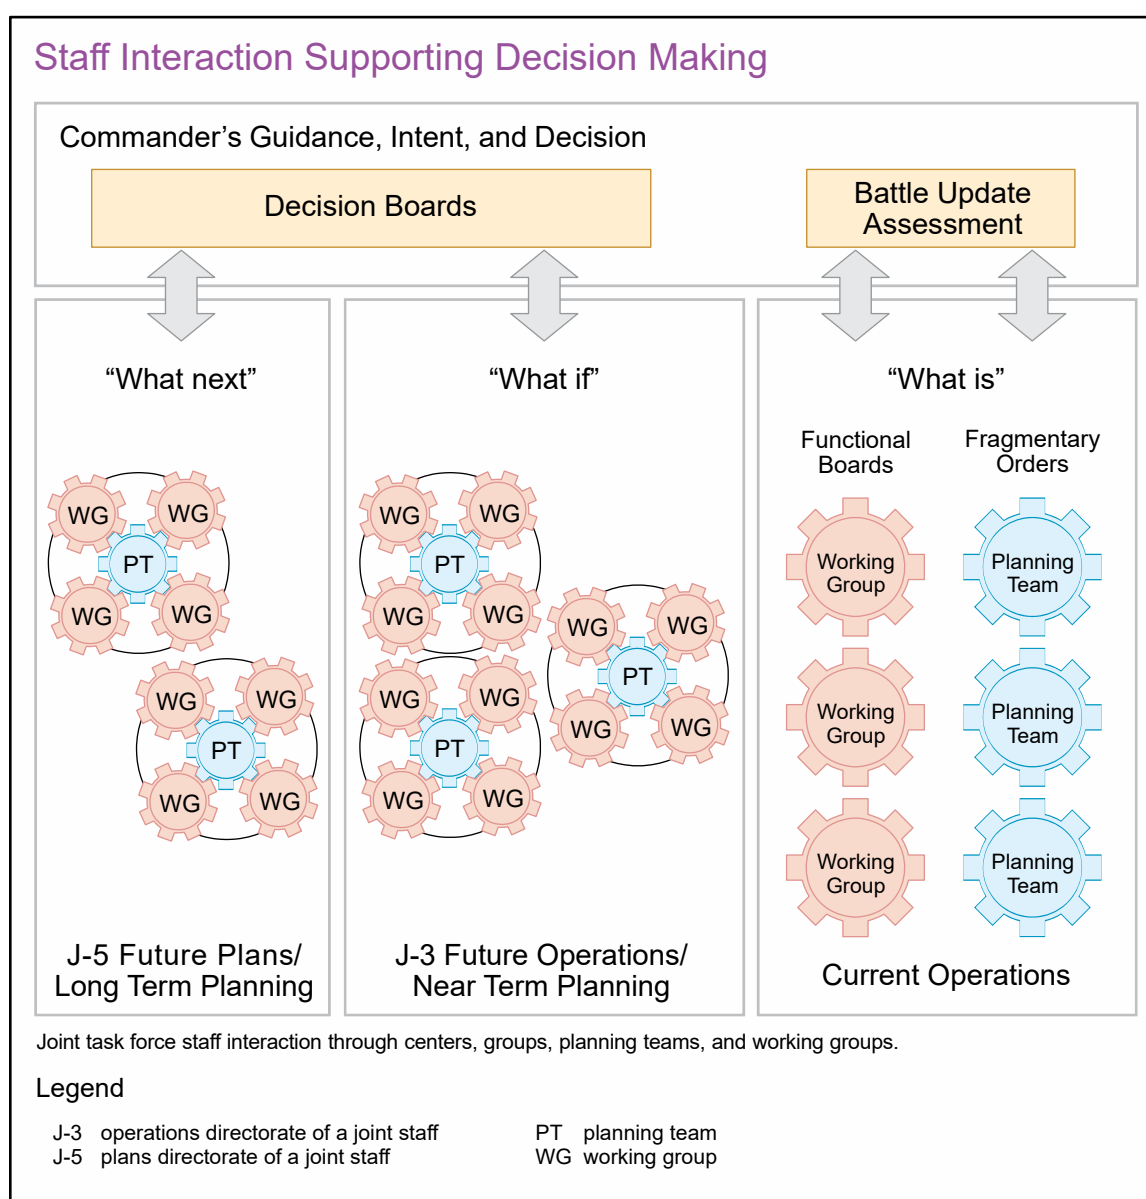 Staff Interaction Supporting Decision Making
Commander’s Guidance, Intent, and Decision
Decision Boards
Battle Update
Assessment
“What next”
WG
WG
PT
WG
WG
WG
WG
PT
WG
WG
J-5 Future Plans/
Long Term Planning
“What if”
WG
WG
PT
WG
WG
WG
WG
PT
WG
WG
WG
WG
PT
WG
WG
J-3 Future Operations/
Near Term Planning
“What is”
Functional
Boards
Fragmentary
Orders
Working
Group
Planning
Team
Working
Group
Planning
Team
Working
Group
Planning
Team
Current Operations
Joint task force staff interaction through centers, groups, planning teams, and working groups.
Legend
J-3 operations directorate of a joint staff
J-5 plans directorate of a joint staff
PT planning team
WG working group